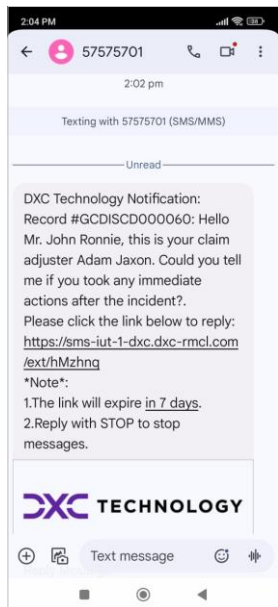 2:04 PM
57575701
2:02 pm
Texting with 57575701 (SMS/MMS)
Unread
DXC Technology Notification:
Record #GCDISCD000060: Hello
Mr. John Ronnie, this is your claim
adjuster Adam Jaxon. Could you tell
me if you took any immediate
actions after the incident?.
Please click the link below to reply:
https://sms-iut-1-dxc.dxc-rmcl.com
/ext/hMzhnq
*Note*:
1.The link will expire in 7 days.
2.Reply with STOP to stop
messages.
DXC TECHNOLOGY
Text message